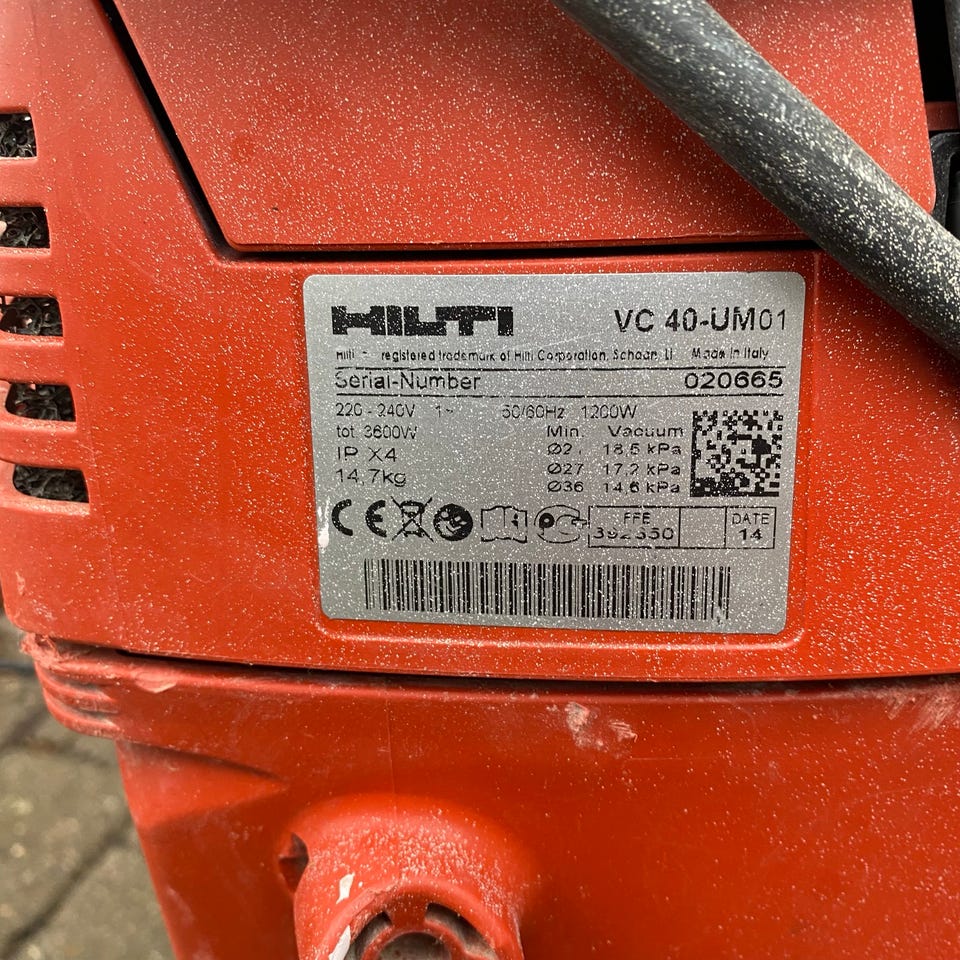 HILTI VC 40-UM01
Hilti registered trademark of Hilti Corporation, Schaan, LI Made in Italy
Serial-Number 020665
220 - 240V 1~ 50/60Hz 1200W
tot 3600W Min. Vacuum
IP X4 18,5 kPa
14,7kg Ø27 17,2 kPa
Ø36 14,6 kPa
CE FFE DATE
14